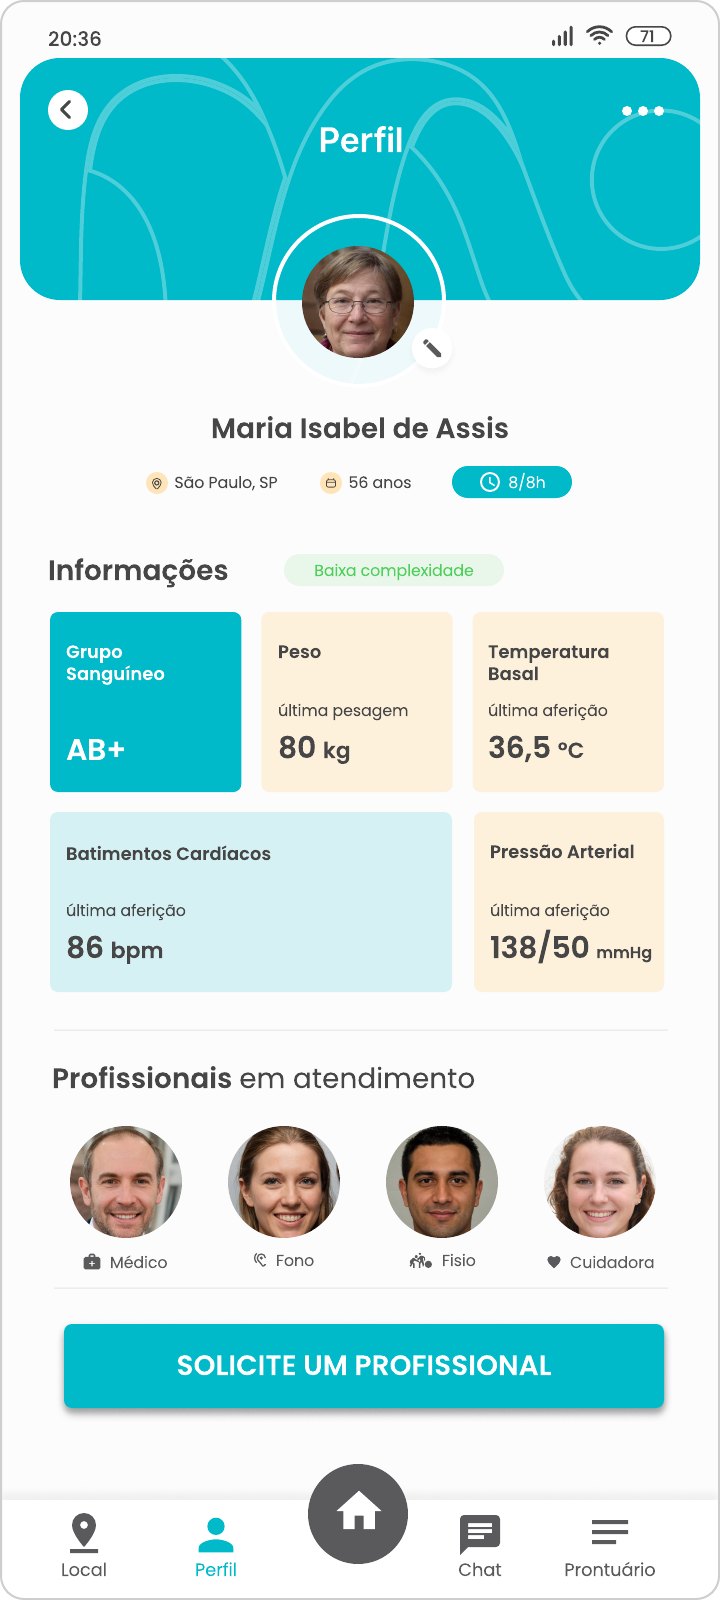 20:36
71
Perfil
Maria Isabel de Assis
São Paulo, SP
56 anos
8/8h
Informações
Baixa complexidade
Grupo
Sanguíneo
AB+
Peso
última pesagem
80 kg
Temperatura
Basal
última aferição
36,5 ºC
Batimentos Cardíacos
última aferição
86 bpm
Pressão Arterial
última aferição
138/50 mmHg
Profissionais em atendimento
Médico
Fono
Fisio
Cuidadora
SOLICITE UM PROFISSIONAL
Local
Perfil
Chat
Prontuário